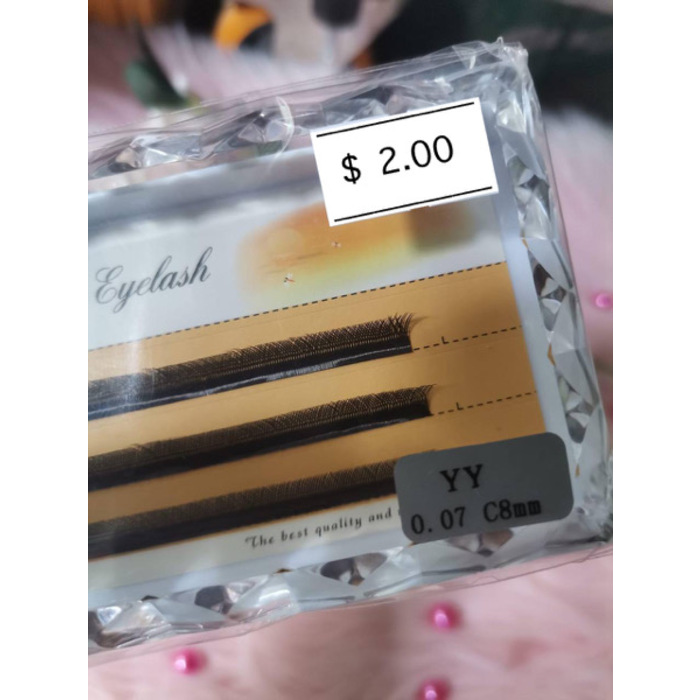 $ 2.00
Eyelash
L
L
YY
0.07 C8mm
The best quality and